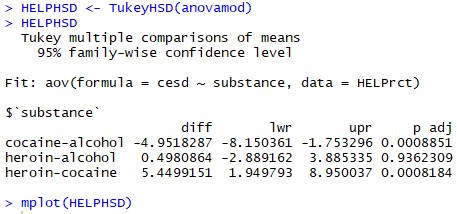 > HELPHSD <- TukeyHSD(anovamod)
> HELPHSD
  Tukey multiple comparisons of means
    95% family-wise confidence level

Fit: aov(formula = cesd ~ substance, data = HELPrct)

$`substance`
                     diff       lwr       upr     p adj
cocaine-alcohol -4.9518287 -8.150361 -1.753296 0.0008851
heroin-alcohol   0.4980864 -2.889162  3.885335 0.9362309
heroin-cocaine   5.4499151  1.949793  8.950037 0.0008184

> mplot(HELPHSD)